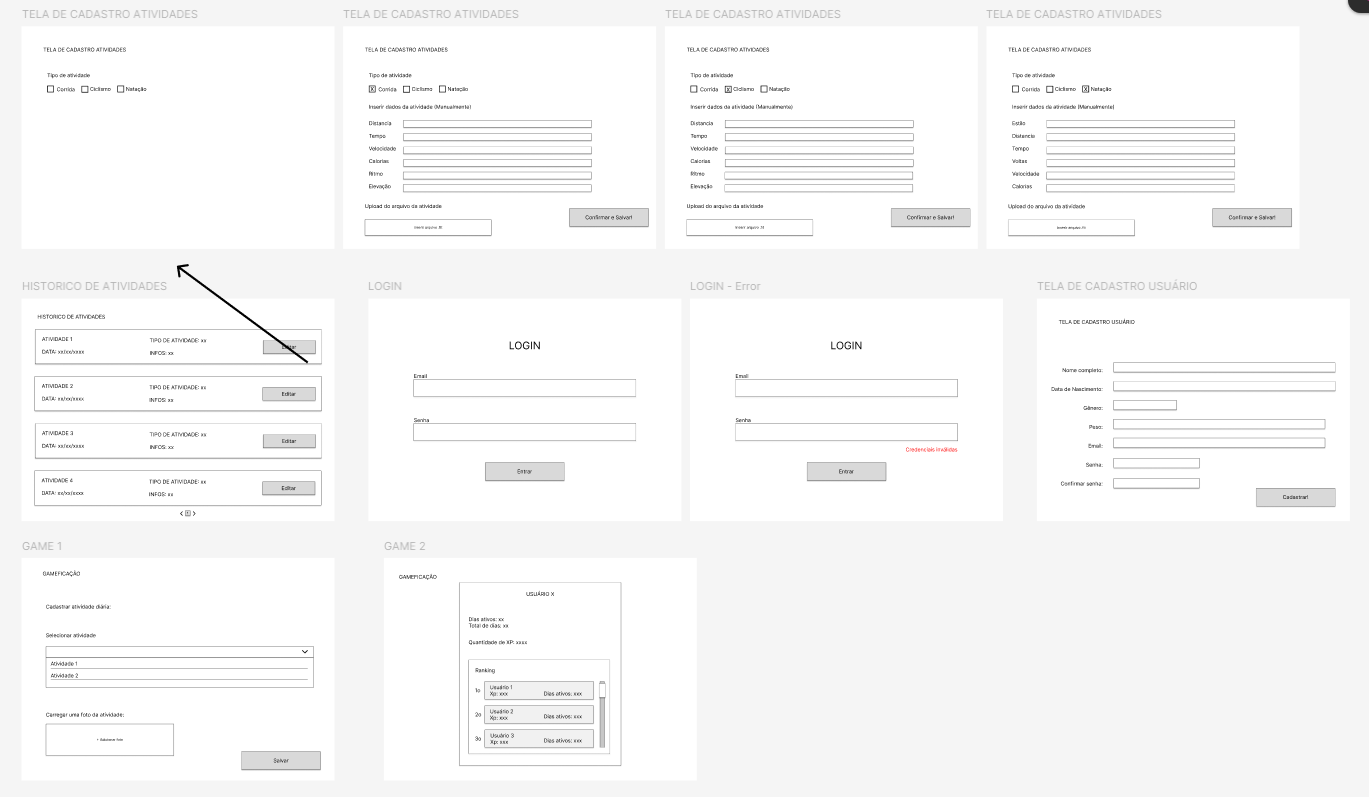 TELA DE CADASTRO ATIVIDADES
TELA DE CADASTRO ATIVIDADES
Tipo de atividade
Corrida Ciclismo Natação
TELA DE CADASTRO ATIVIDADES
TELA DE CADASTRO ATIVIDADES
Tipo de atividade
X Corrida Ciclismo Natação
Inserir dados da atividade (Manualmente)
Distancia
Tempo
Velocidade
Calorias
Ritmo
Elevação
Upload do arquivo da atividade
Inserir arquivo
Confirmar e Salvar!
TELA DE CADASTRO ATIVIDADES
TELA DE CADASTRO ATIVIDADES
Tipo de atividade
Corrida X Ciclismo Natação
Inserir dados da atividade (Manualmente)
Distancia
Tempo
Velocidade
Calorias
Ritmo
Elevação
Upload do arquivo da atividade
Inserir arquivo
Confirmar e Salvar!
TELA DE CADASTRO ATIVIDADES
TELA DE CADASTRO ATIVIDADES
Tipo de atividade
Corrida Ciclismo X Natação
Inserir dados da atividade (Manualmente)
Estilo
Distancia
Tempo
Voltas
Velocidade
Calorias
Upload do arquivo da atividade
Inserir arquivo
Confirmar e Salvar!
HISTORICO DE ATIVIDADES
HISTORICO DE ATIVIDADES
ATIVIDADE 1 TIPO DE ATIVIDADE: xx
DATA: xx/xx/xxxx INFOS: xx
Editar
ATIVIDADE 2 TIPO DE ATIVIDADE: xx
DATA: xx/xx/xxxx INFOS: xx
Editar
ATIVIDADE 3 TIPO DE ATIVIDADE: xx
DATA: xx/xx/xxxx INFOS: xx
Editar
ATIVIDADE 4 TIPO DE ATIVIDADE: xx
DATA: xx/xx/xxxx INFOS: xx
Editar
LOGIN
LOGIN
Email
Senha
Entrar
LOGIN - Error
LOGIN
Email
Senha
Credenciais inválidas
Entrar
TELA DE CADASTRO USUÁRIO
TELA DE CADASTRO USUÁRIO
Nome completo:
Data de Nascimento:
Gênero:
Peso:
Email:
Senha:
Confirmar senha:
Cadastrar!
GAME 1
GAMEFICAÇÃO
Cadastrar atividade diária:
Selecionar atividade
Atividade 1
Atividade 2
Carregar uma foto da atividade:
+ Adicionar foto
Salvar
GAME 2
GAMEFICAÇÃO
USUÁRIO X
Dias ativos: xx
Total de dias: xx
Quantidade de XP: xxxx
Ranking
1o Usuário 1
Xp: xxx Dias ativos: xxx
2o Usuário 2
Xp: xxx Dias ativos: xxx
3o Usuário 3
Xp: xxx Dias ativos: xxx